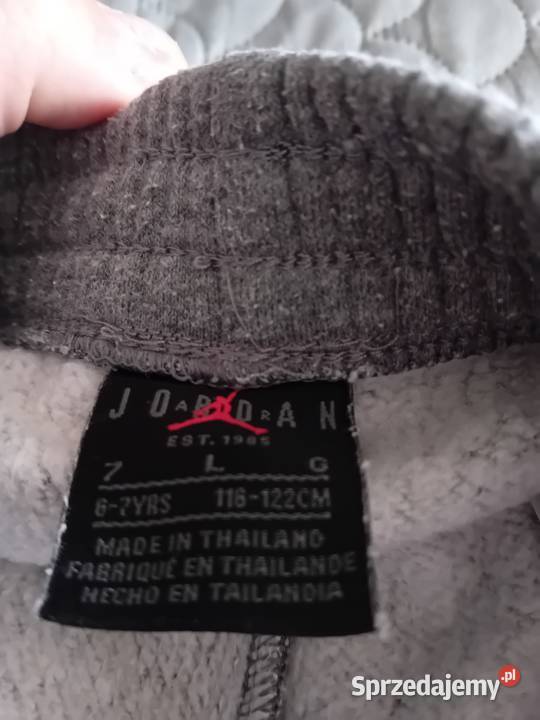 JORDAN
EST. 1985
7 L G
6-7YRS 116-122CM
MADE IN THAILAND
FABRIQUÉ EN THAILANDE
HECHO EN TAILANDIA
Sprzedajemy.pl